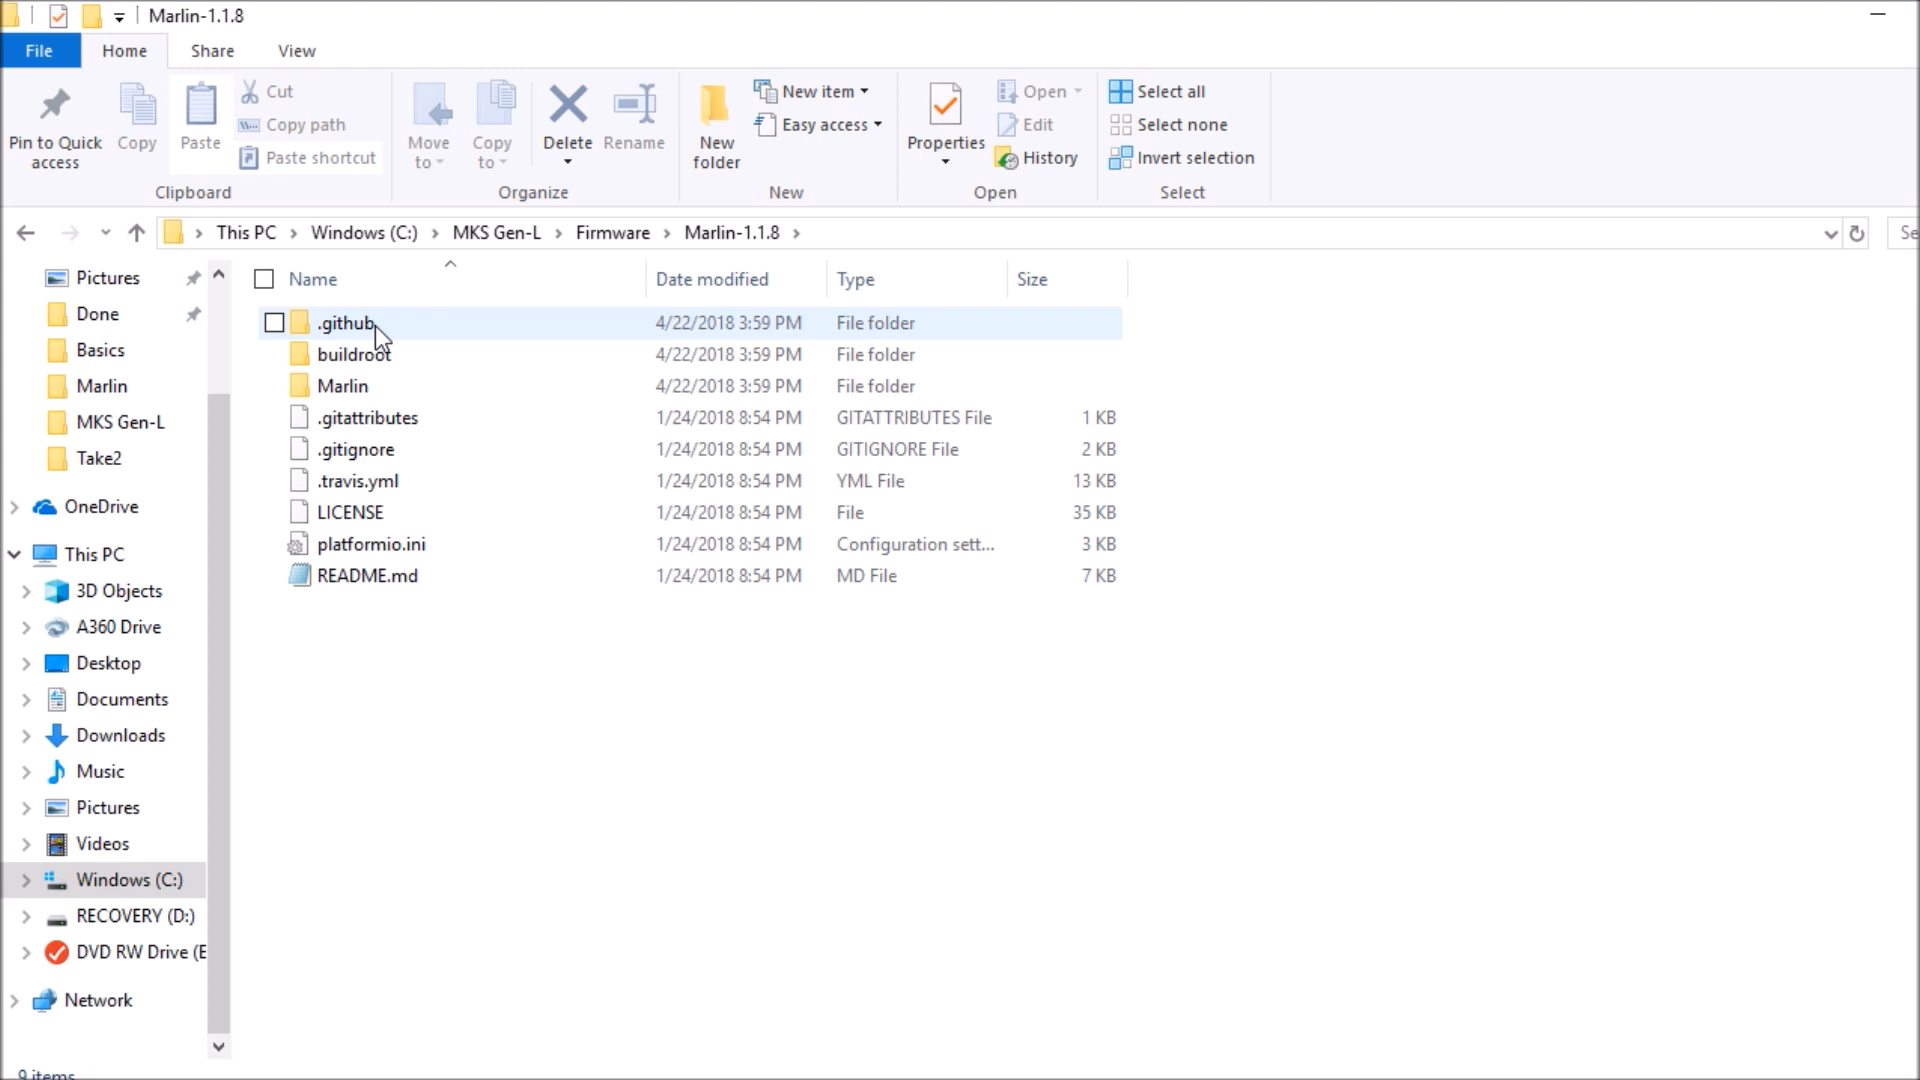 Marlin-1.1.8
File Home Share View
Pin to Quick access
Copy
Paste
Cut
Copy path
Paste shortcut
Clipboard
Move to
Copy to
Delete
Rename
Organize
New folder
New item
Easy access
New
Properties
Open
Edit
History
Open
Select all
Select none
Invert selection
Select
This PC Windows (C:) MKS Gen-L Firmware Marlin-1.1.8
Se
Pictures
Done
Basics
Marlin
MKS Gen-L
Take2
OneDrive
This PC
3D Objects
A360 Drive
Desktop
Documents
Downloads
Music
Pictures
Videos
Windows (C:)
RECOVERY (D:)
DVD RW Drive (E
Network
Name Date modified Type Size
.github 4/22/2018 3:59 PM File folder
buildroot 4/22/2018 3:59 PM File folder
Marlin 4/22/2018 3:59 PM File folder
.gitattributes 1/24/2018 8:54 PM GITATTRIBUTES File 1 KB
.gitignore 1/24/2018 8:54 PM GITIGNORE File 2 KB
.travis.yml 1/24/2018 8:54 PM YML File 13 KB
LICENSE 1/24/2018 8:54 PM File 35 KB
platformio.ini 1/24/2018 8:54 PM Configuration sett... 3 KB
README.md 1/24/2018 8:54 PM MD File 7 KB
9 items